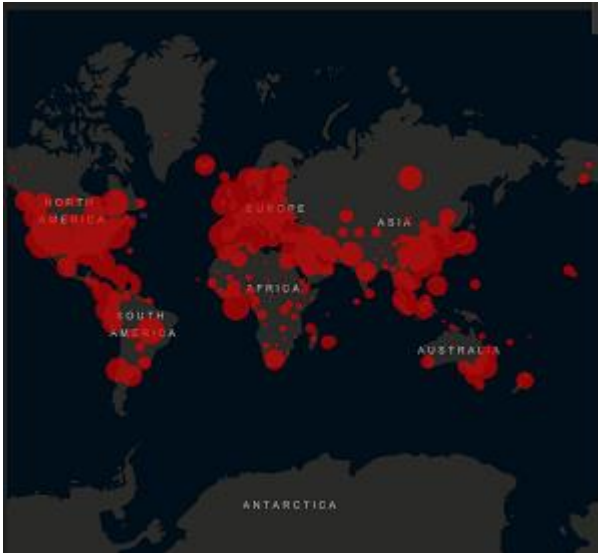 NORTH
AMERICA
EUROPE
ASIA
AFRICA
SOUTH
AMERICA
AUSTRALIA
ANTARCTICA